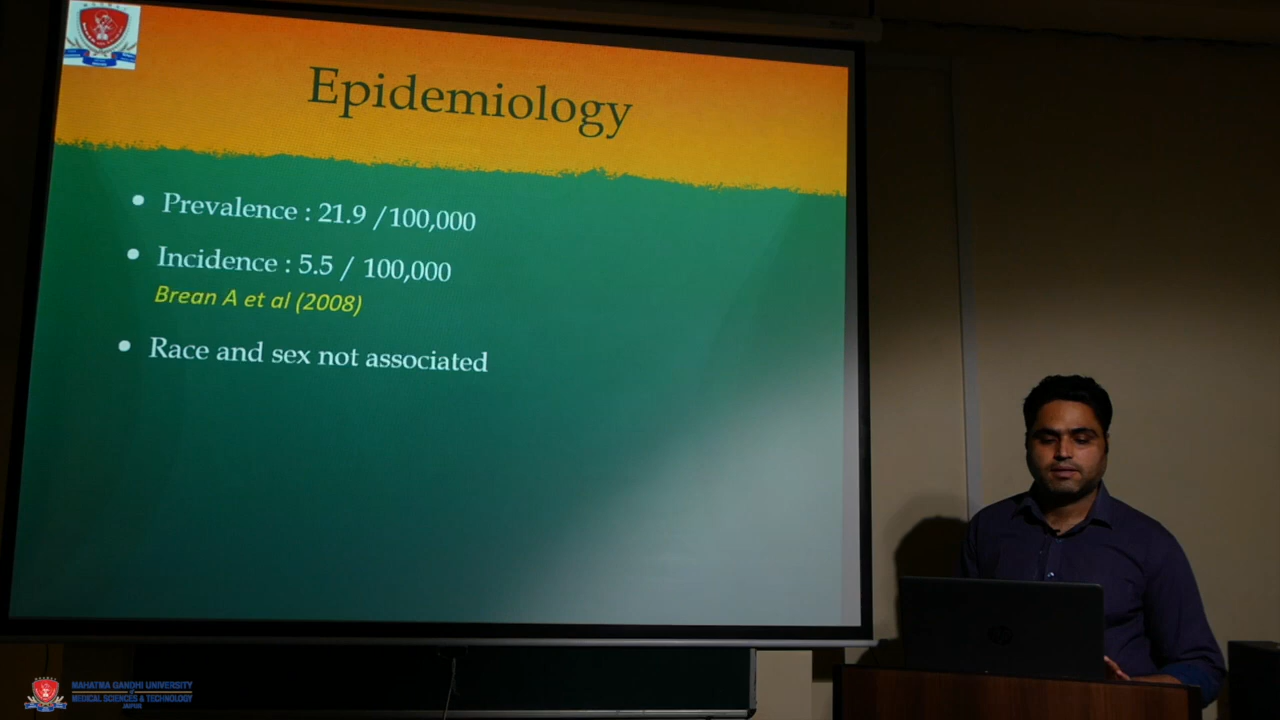 Epidemiology
• Prevalence : 21.9 /100,000
• Incidence : 5.5 / 100,000
Brean A et al (2008)
• Race and sex not associated
MAHATMA GANDHI UNIVERSITY
of
MEDICAL SCIENCES & TECHNOLOGY
JAIPUR